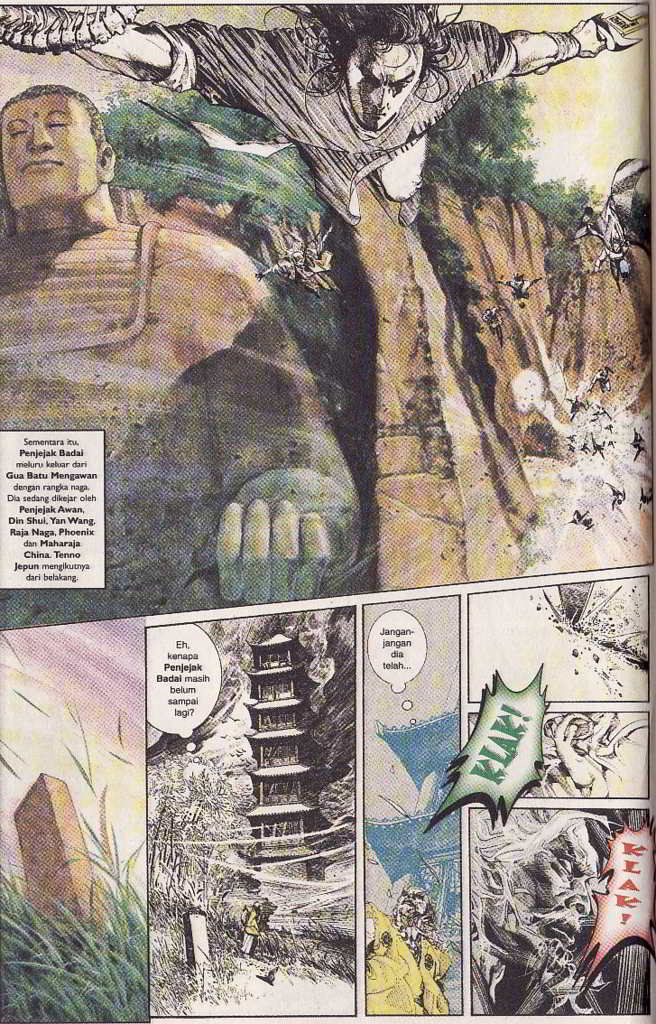 Sementara itu,
Penjejak Badai
meluru keluar dari
Gua Batu Mengawan
dengan rangka naga.
Dia sedang dikejar oleh
Penjejak Awan,
Din Shui, Yan Wang,
Raja Naga, Phoenix
dan Maharaja
China. Tenno
Jepun mengikutnya
dari belakang.
Eh,
kenapa
Penjejak
Badai masih
belum
sampai
lagi?
Jangan-
jangan
dia
telah...
KLAK!
KLAK!